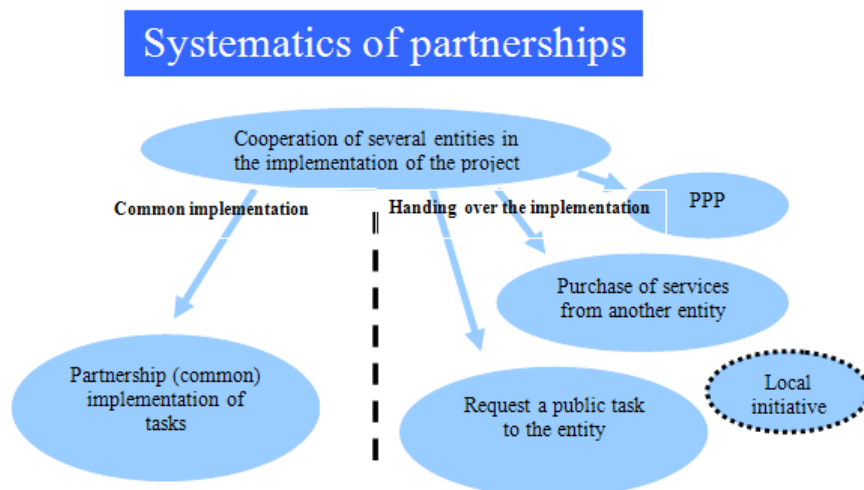 Systematics of partnerships
Cooperation of several entities in
the implementation of the project
Common implementation
Handing over the implementation
PPP
Purchase of services
from another entity
Partnership (common)
implementation of
tasks
Request a public task
to the entity
Local
initiative